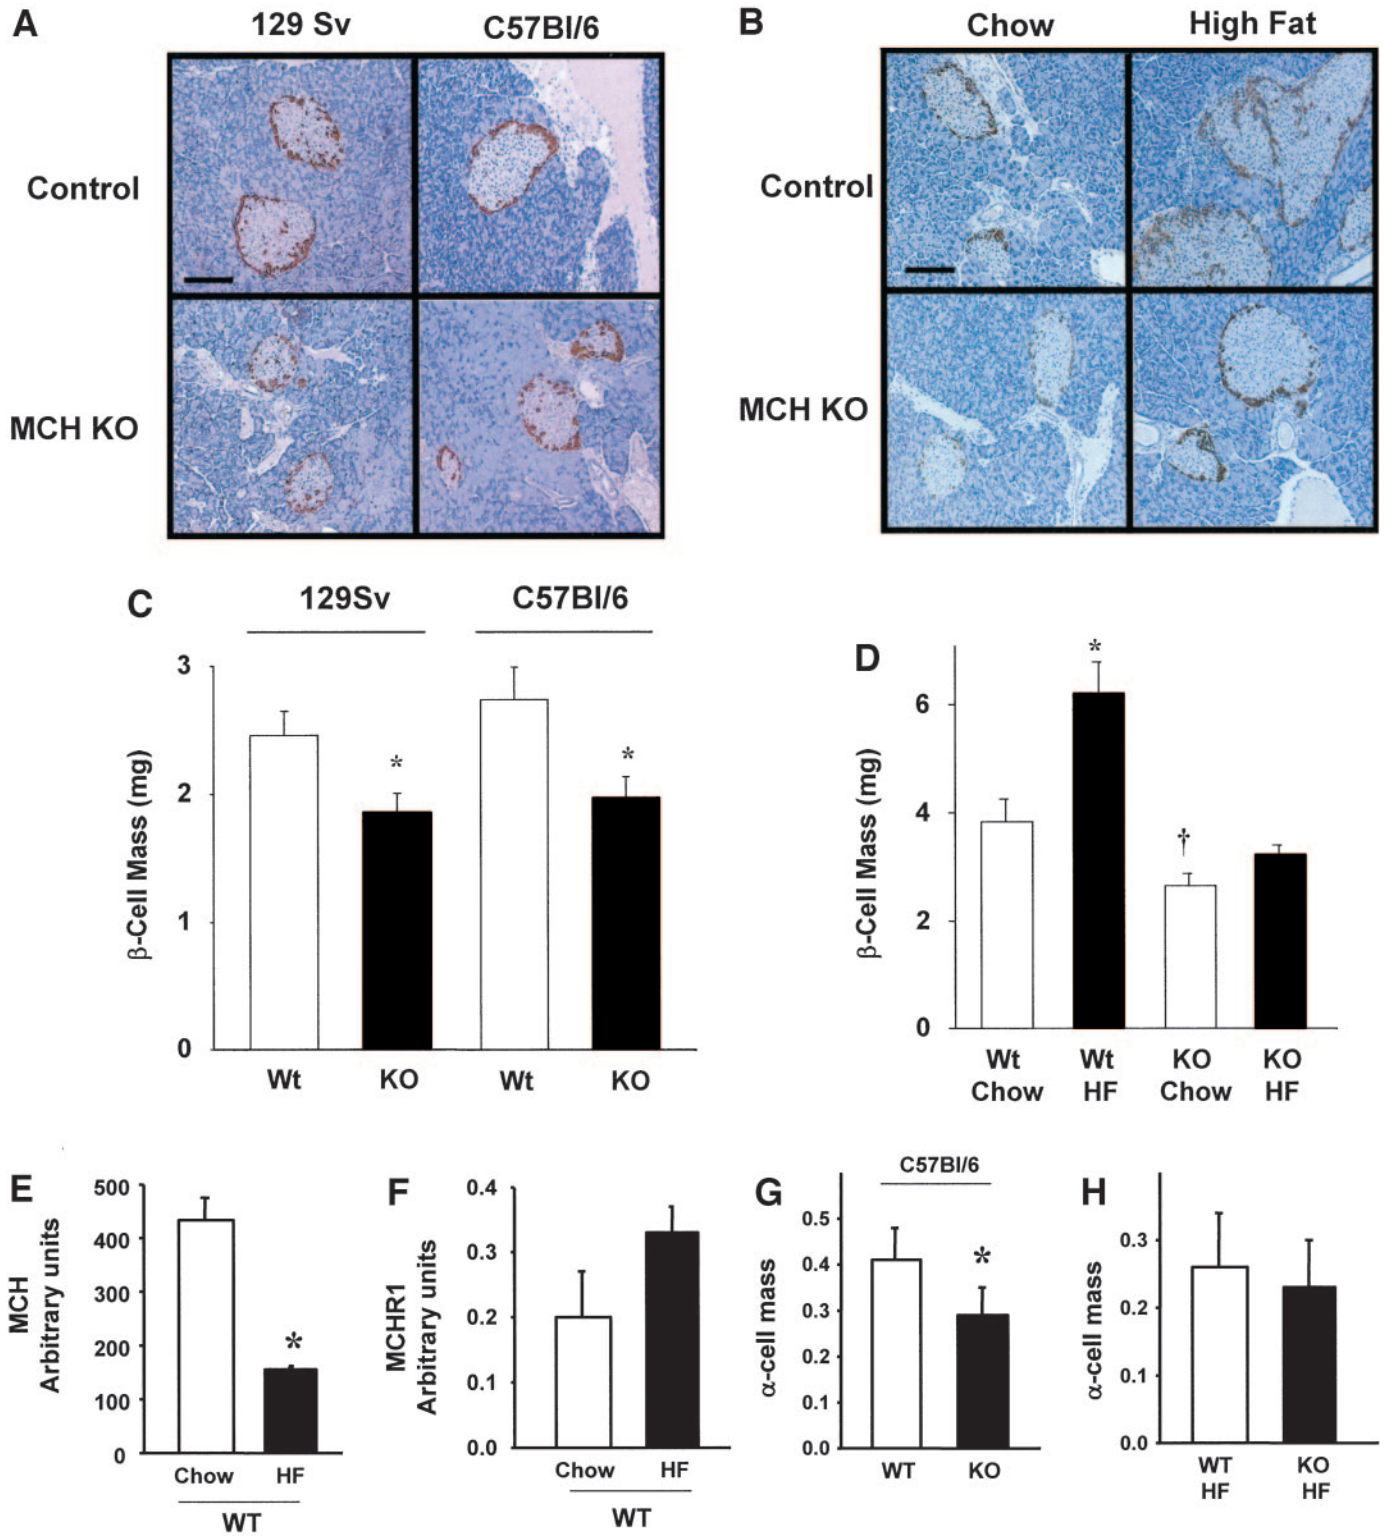 A
129 Sv
C57Bl/6
Control
MCH KO
B
Chow
High Fat
Control
MCH KO
C
129Sv
C57Bl/6
β-Cell Mass (mg)
3
2
1
0
*
*
Wt
KO
Wt
KO
D
β-Cell Mass (mg)
6
4
2
0
*
†
Wt
Chow
Wt
HF
KO
Chow
KO
HF
E
MCH
Arbitrary units
500
400
300
200
100
0
*
Chow
HF
WT
F
MCHR1
Arbitrary units
0.4
0.3
0.2
0.1
0.0
Chow
HF
WT
G
C57Bl/6
α-cell mass
0.5
0.4
0.3
0.2
0.1
0.0
*
WT
KO
H
α-cell mass
0.3
0.2
0.1
0.0
WT
HF
KO
HF